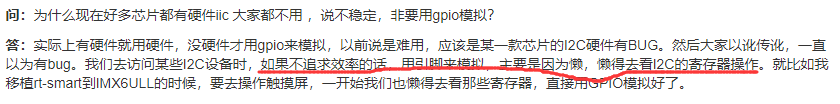 问：为什么现在好多芯片都有硬件iic 大家都不用 ，说不稳定，非要用gpio模拟?
答：实际上有硬件就用硬件，没硬件才用gpio来模拟，以前说是难用，应该是某一款芯片的I2C硬件有BUG。然后大家以讹传讹，一直
以为有bug。我们去访问某些I2C设备时，如果不追求效率的话，用引脚来模拟，主要是因为懒，懒得去看I2C的寄存器操作。就比如我
移植rt-smart到IMX6ULL的时候，要去操作触摸屏，一开始我们也懒得去看那些寄存器，直接用GPIO模拟好了。